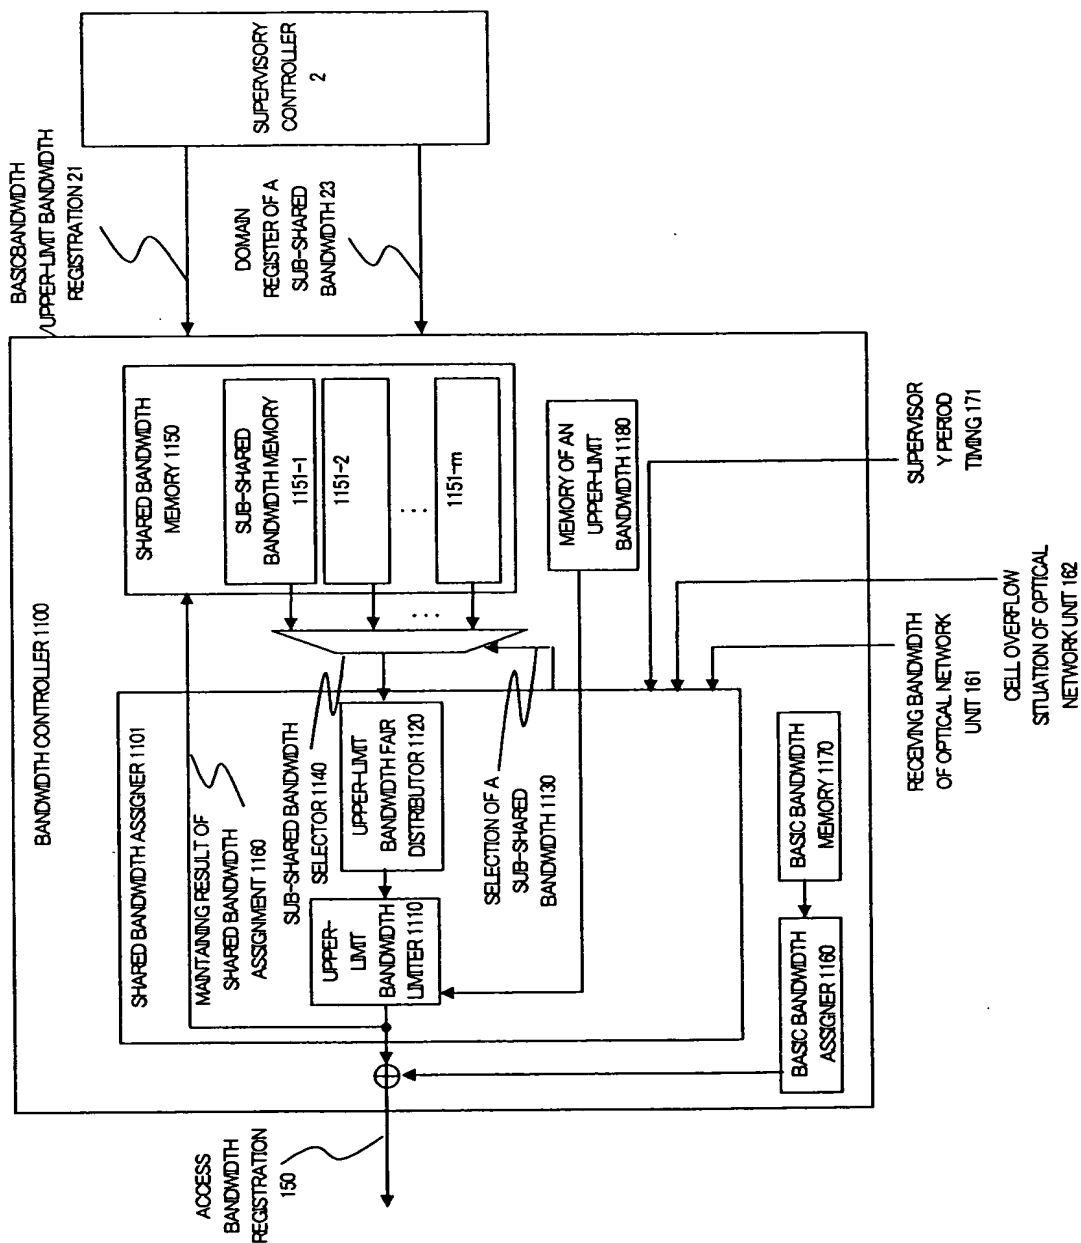 BANDWIDTH CONTROLLER 1100
SHARED BANDWIDTH ASSIGNER 1101
MAINTAINING RESULT OF
SHARED BANDWIDTH
ASSIGNMENT 1160
SHARED BANDWIDTH
MEMORY 1150
SUB-SHARED
BANDWIDTH MEMORY
1151-1
1151-2
...
1151-m
...
BASICBANDWIDTH
UPPER-LIMIT BANDWIDTH
REGISTRATION 21
SUPERVISORY
CONTROLLER
2
DOMAIN
REGISTER OF A
SUB-SHARED
BANDWIDTH 23
SUB-SHARED BANDWIDTH
SELECTOR 1140
UPPER-
LIMIT
BANDWIDTH
LIMITER 1110
UPPER-LIMIT
BANDWIDTH FAIR
DISTRIBUTOR 1120
ACCESS
BANDWIDTH
REGISTRATION
150
SELECTION OF A
SUB-SHARED
BANDWIDTH 1130
MEMORY OF AN
UPPER-LIMIT
BANDWIDTH 1180
BASIC BANDWIDTH
ASSIGNER 1160
BASIC BANDWIDTH
MEMORY 1170
RECEIVING BANDWIDTH
OF OPTICAL NETWORK
UNIT 161
SUPERVISOR
Y PERIOD
TIMING 171
CELL OVERFLOW
SITUATION OF OPTICAL
NETWORK UNIT 162